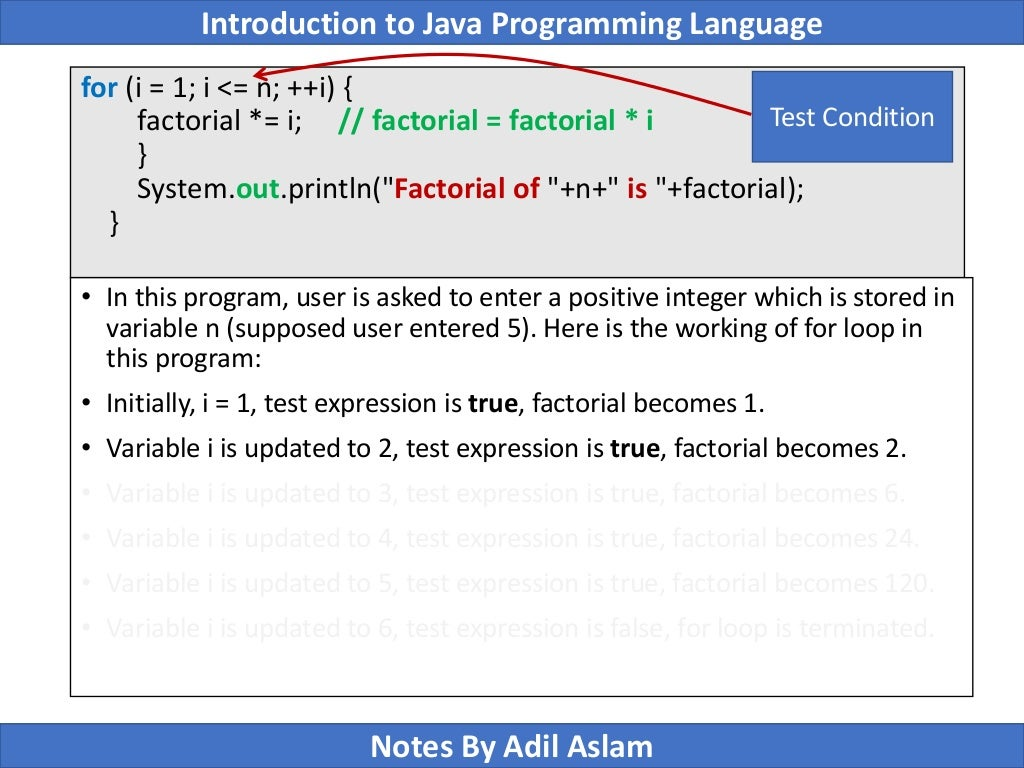 Introduction to Java Programming Language
for (i = 1; i <= n; ++i) {
factorial *= i; // factorial = factorial * i
}
System.out.println("Factorial of "+n+" is "+factorial);
}
Test Condition
• In this program, user is asked to enter a positive integer which is stored in
variable n (supposed user entered 5). Here is the working of for loop in
this program:
• Initially, i = 1, test expression is true, factorial becomes 1.
• Variable i is updated to 2, test expression is true, factorial becomes 2.
• Variable i is updated to 3, test expression is true, factorial becomes 6.
• Variable i is updated to 4, test expression is true, factorial becomes 24.
• Variable i is updated to 5, test expression is true, factorial becomes 120.
• Variable i is updated to 6, test expression is false, for loop is terminated.
Notes By Adil Aslam